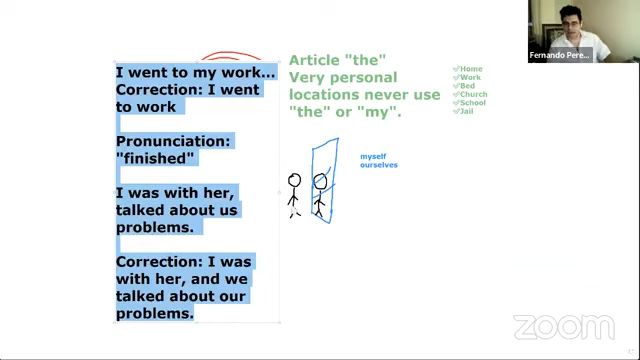 I went to my work...
Correction: I went
to work
Pronunciation:
"finished"
I was with her,
talked about us
problems.
Correction: I was
with her, and we
talked about our
problems.
Article "the"
Very personal
locations never use
"the" or "my".
✅Home
✅Work
✅Bed
✅Church
✅School
✅Jail
myself
ourselves
Fernando Pere...
zoom